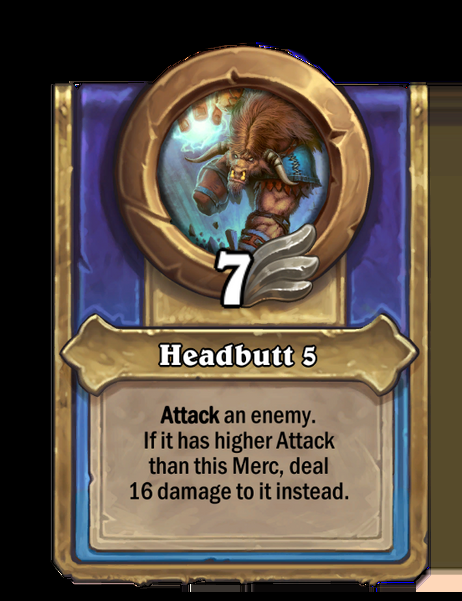 7
Headbutt 5
Attack an enemy.
If it has higher Attack
than this Merc, deal
16 damage to it instead.